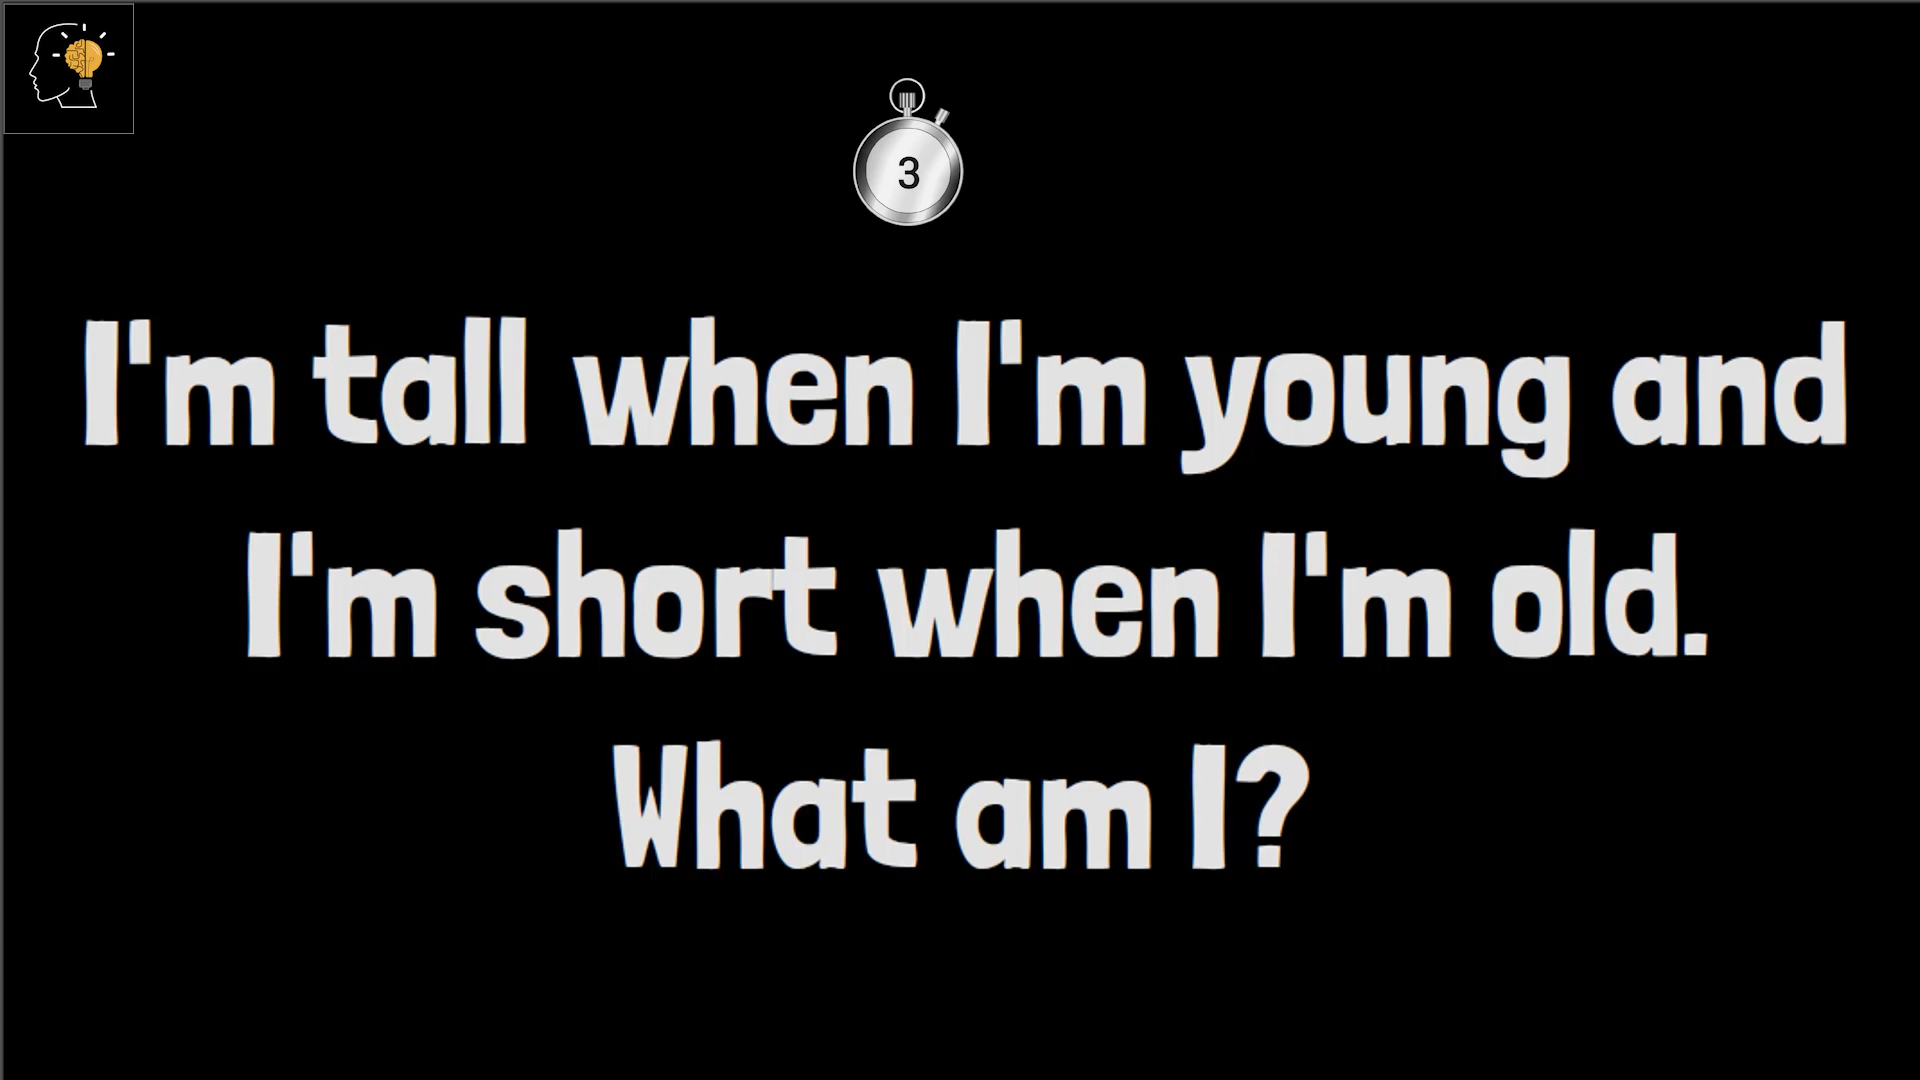 3
I'm tall when I'm young and
I'm short when I'm old.
What am I?